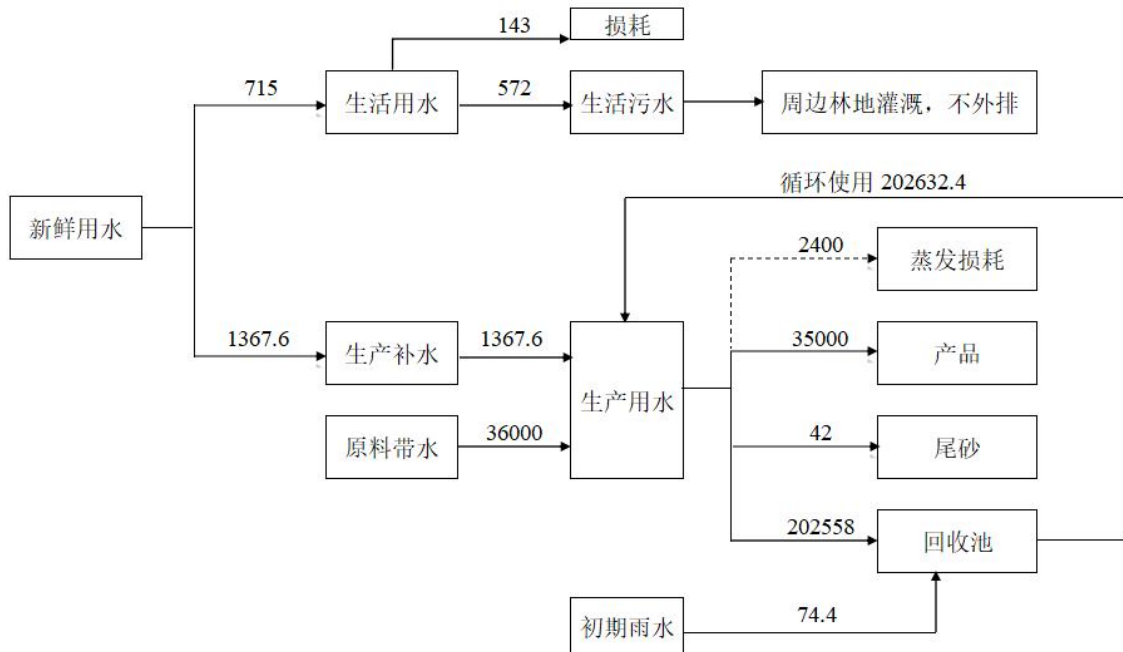 143
损耗
715
生活用水
572
生活污水
周边林地灌溉，不外排
循环使用 202632.4
新鲜用水
2400
蒸发损耗
1367.6
生产补水
1367.6
生产用水
35000
产品
原料带水
36000
42
尾砂
202558
回收池
初期雨水
74.4